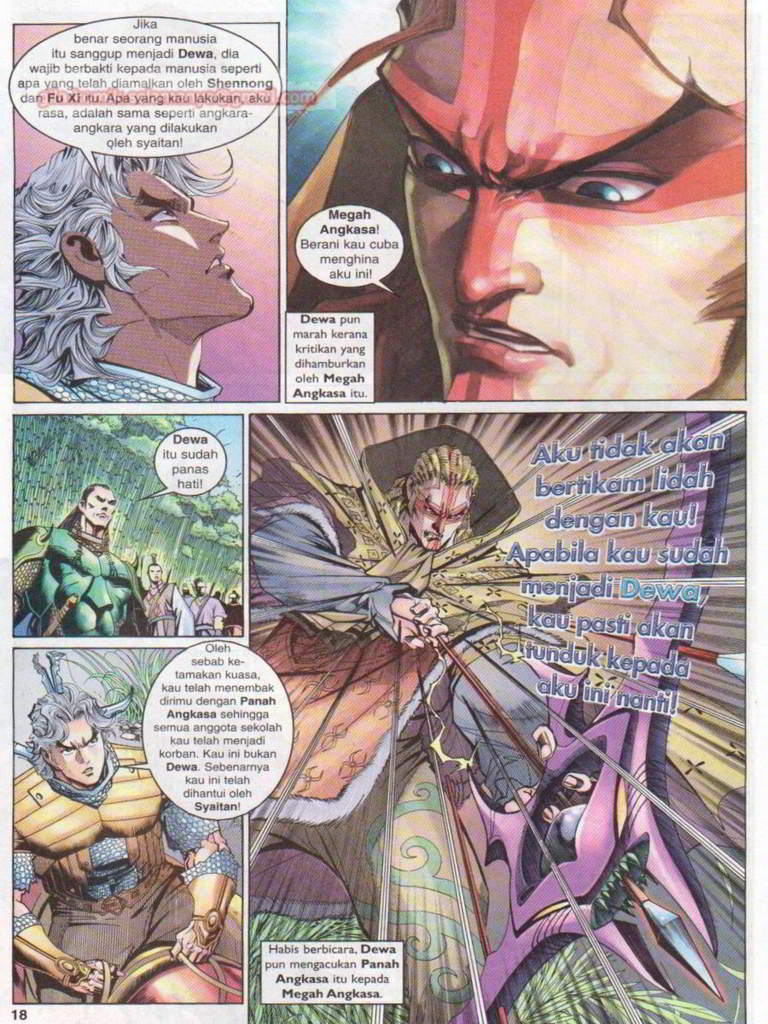 Jika
benar seorang manusia
itu sanggup menjadi Dewa, dia
wajib berbakti kepada manusia seperti
apa yang telah diamalkan oleh Shennong
dan Fu Xi itu. Apa yang kau lakukan, aku
rasa, adalah sama seperti angkara-
angkara yang dilakukan
oleh syaitan!
Megah
Angkasa!
Berani kau cuba
menghina
aku ini!
Dewa pun
marah kerana
kritikan yang
dihamburkan
oleh Megah
Angkasa itu.
Dewa
itu sudah
panas
hati!
Aku tidak akan
bertikam lidah
dengan kau!
Apabila kau sudah
menjadi Dewa,
kau pasti akan
tunduk kepada
aku ini nanti!
Oleh
sebab ke-
tamakan kuasa,
kau telah menembak
dirimu dengan Panah
Angkasa sehingga
semua anggota sekolah
kau telah menjadi
korban. Kau ini bukan
Dewa. Sebenarnya
kau ini telah
dihantui oleh
Syaitan!
Habis berbicara, Dewa
pun mengacukan Panah
Angkasa itu kepada
Megah Angkasa.
18